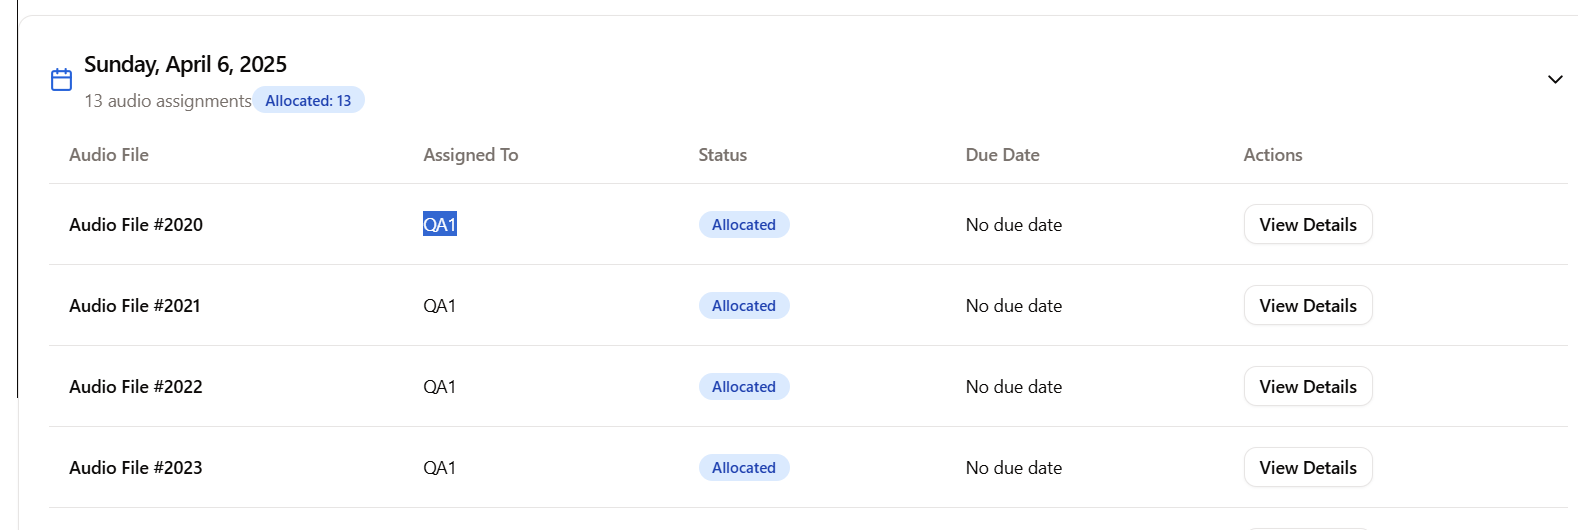 Sunday, April 6, 2025
13 audio assignments Allocated: 13
Audio File Assigned To Status Due Date Actions
Audio File #2020 QA1 Allocated No due date View Details
Audio File #2021 QA1 Allocated No due date View Details
Audio File #2022 QA1 Allocated No due date View Details
Audio File #2023 QA1 Allocated No due date View Details